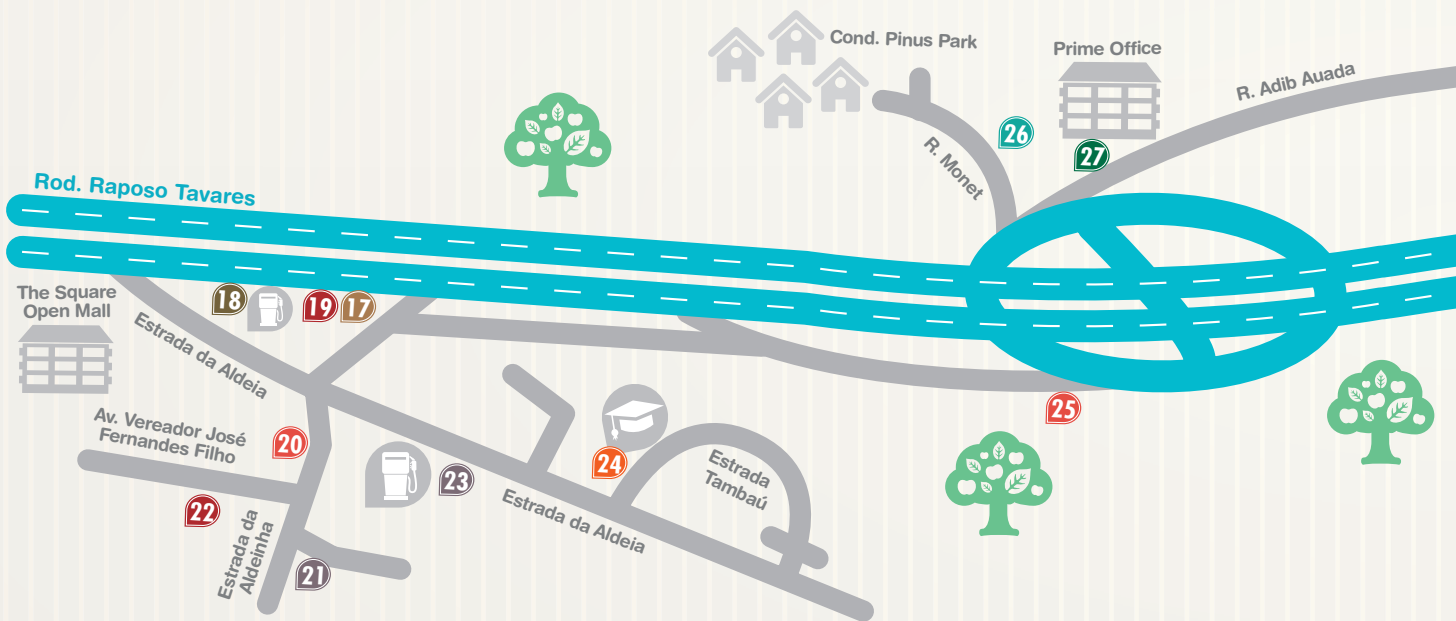 Cond. Pinus Park
Prime Office
R. Adib Auada
26
27
R. Monet
Rod. Raposo Tavares
The Square
Open Mall
18
19
17
Estrada da Aldeia
Av. Vereador José
Fernandes Filho
20
25
24
23
Estrada
Tambaú
22
Estrada da Aldeia
Estrada da
Aldeinha
21